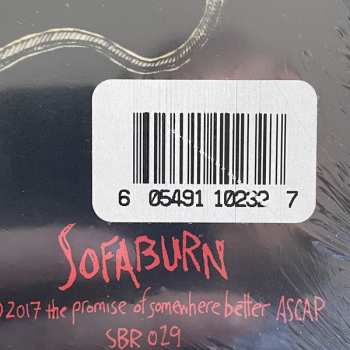 6 05491 10232 7
SOFABURN
2017 the promise of somewhere better ASCAP
SBR 029